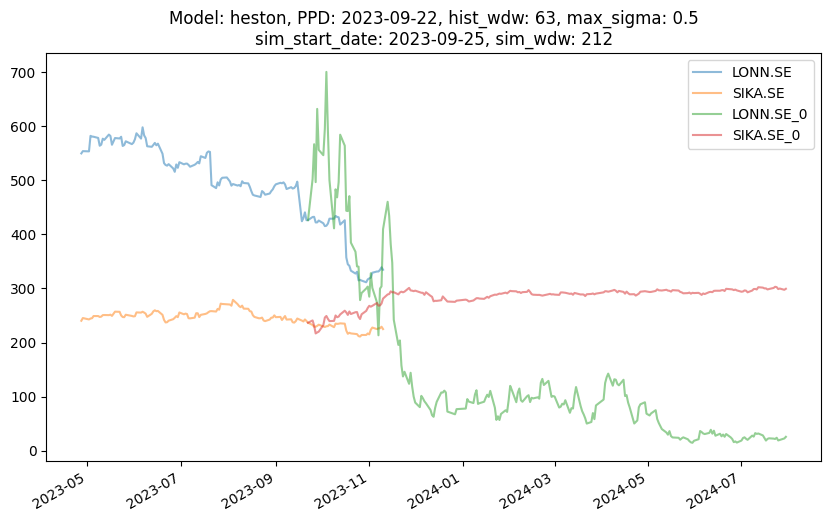 Model: heston, PPD: 2023-09-22, hist_wdw: 63, max_sigma: 0.5
sim_start_date: 2023-09-25, sim_wdw: 212
LONN.SE
SIKA.SE
LONN.SE_0
SIKA.SE_0
700
600
500
400
300
200
100
0
2023-05
2023-07
2023-09
2023-11
2024-01
2024-03
2024-05
2024-07